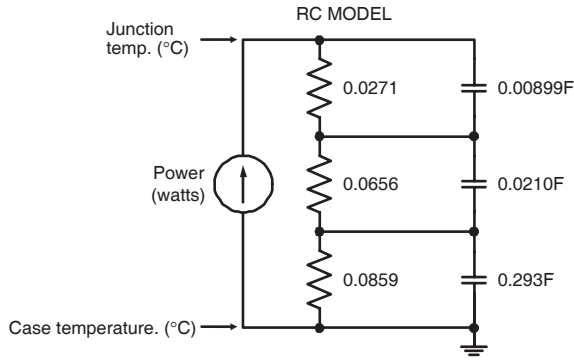 RC MODEL
Junction
temp. (°C)
0.0271
0.00899F
Power
(watts)
0.0656
0.0210F
0.0859
0.293F
Case temperature. (°C)